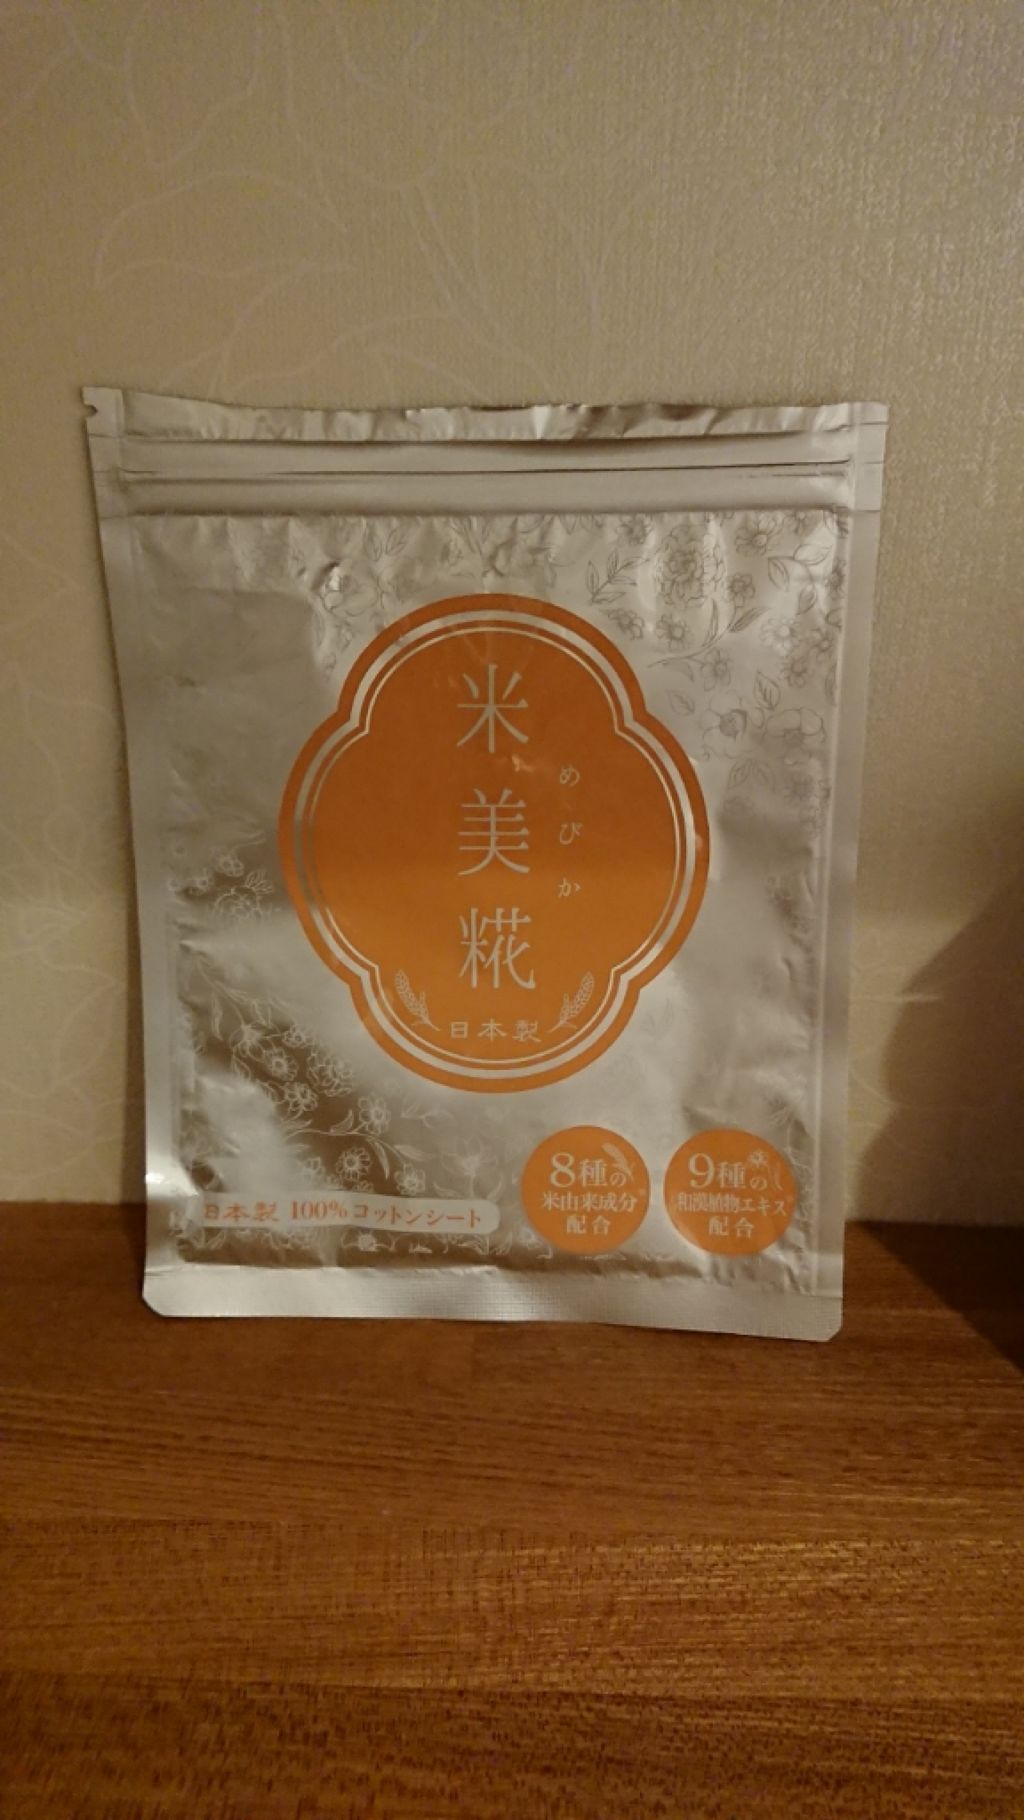 米美糀
めびか
日本製
日本製 100%コットンシート
8種の
米由来成分※
配合
9種の
和漢植物エキス※
配合